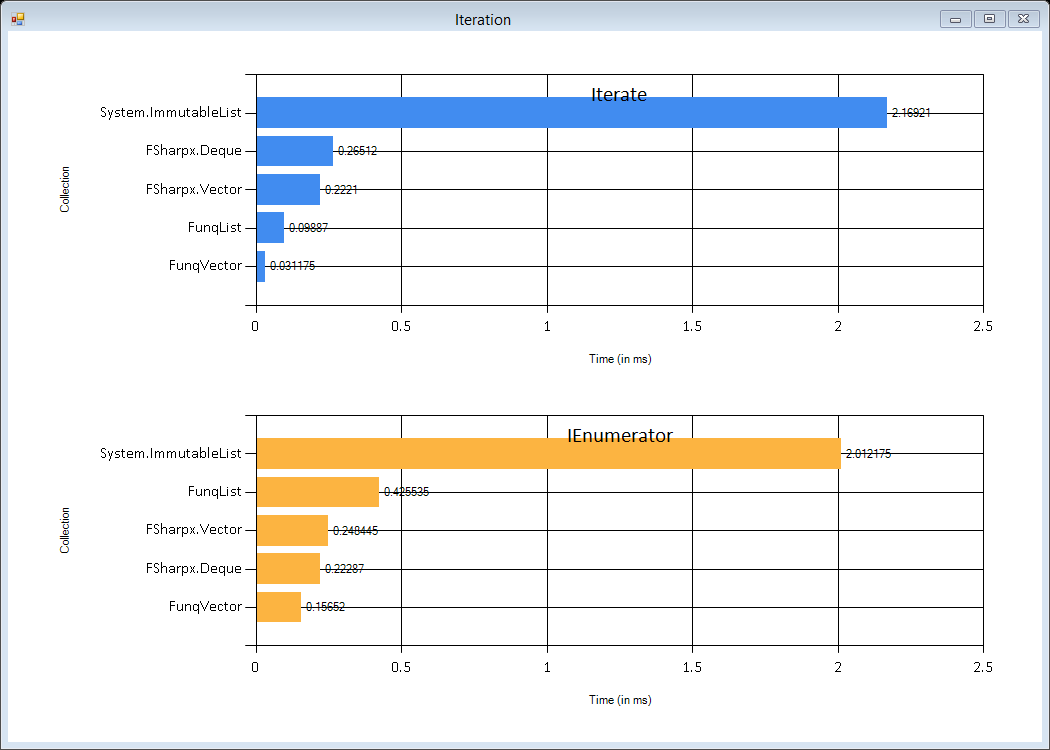 Iteration
Iterate
System.ImmutableList 2.16921
FSharpx.Deque 0.26512
FSharpx.Vector 0.2221
FunqList 0.09887
FunqVector 0.031175
Collection
0 0.5 1 1.5 2 2.5
Time (in ms)
IEnumerator
System.ImmutableList 2.012175
FunqList 0.425535
FSharpx.Vector 0.248445
FSharpx.Deque 0.22287
FunqVector 0.15652
Collection
0 0.5 1 1.5 2 2.5
Time (in ms)